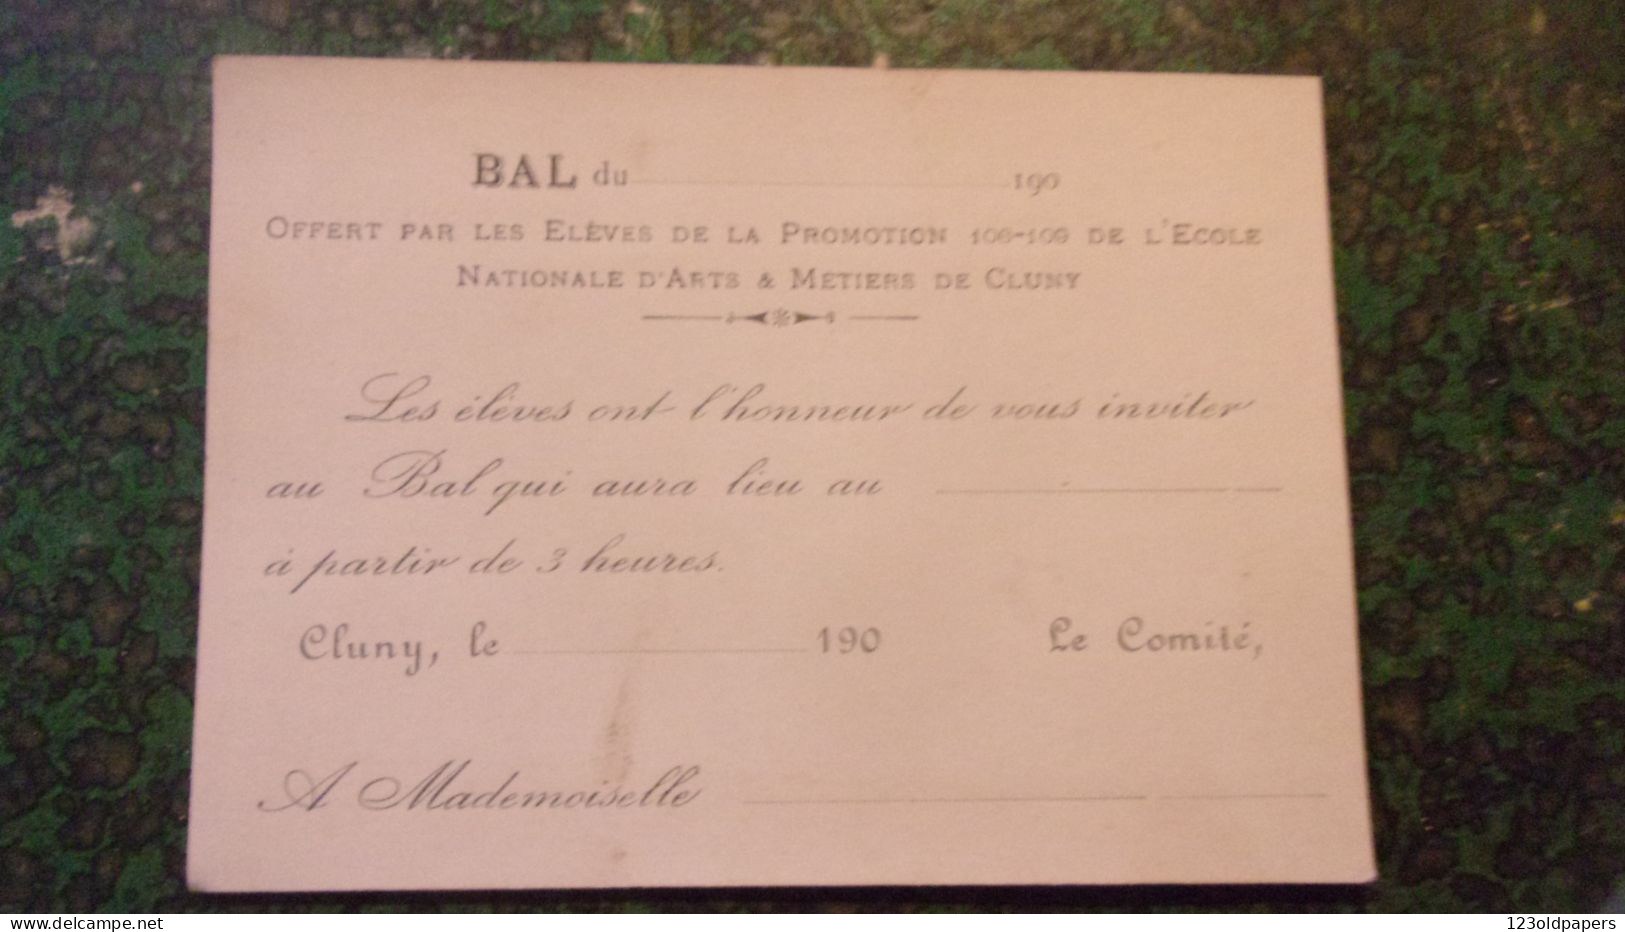 BAL du 190
OFFERT PAR LES ELÈVES DE LA PROMOTION 106-109 DE L'ECOLE
NATIONALE D'ARTS & METIERS DE CLUNY
Les élèves ont l'honneur de vous inviter
au Bal qui aura lieu au
à partir de 3 heures.
Cluny, le 190 Le Comité,
A Mademoiselle
delcampe.net
123oldpapers